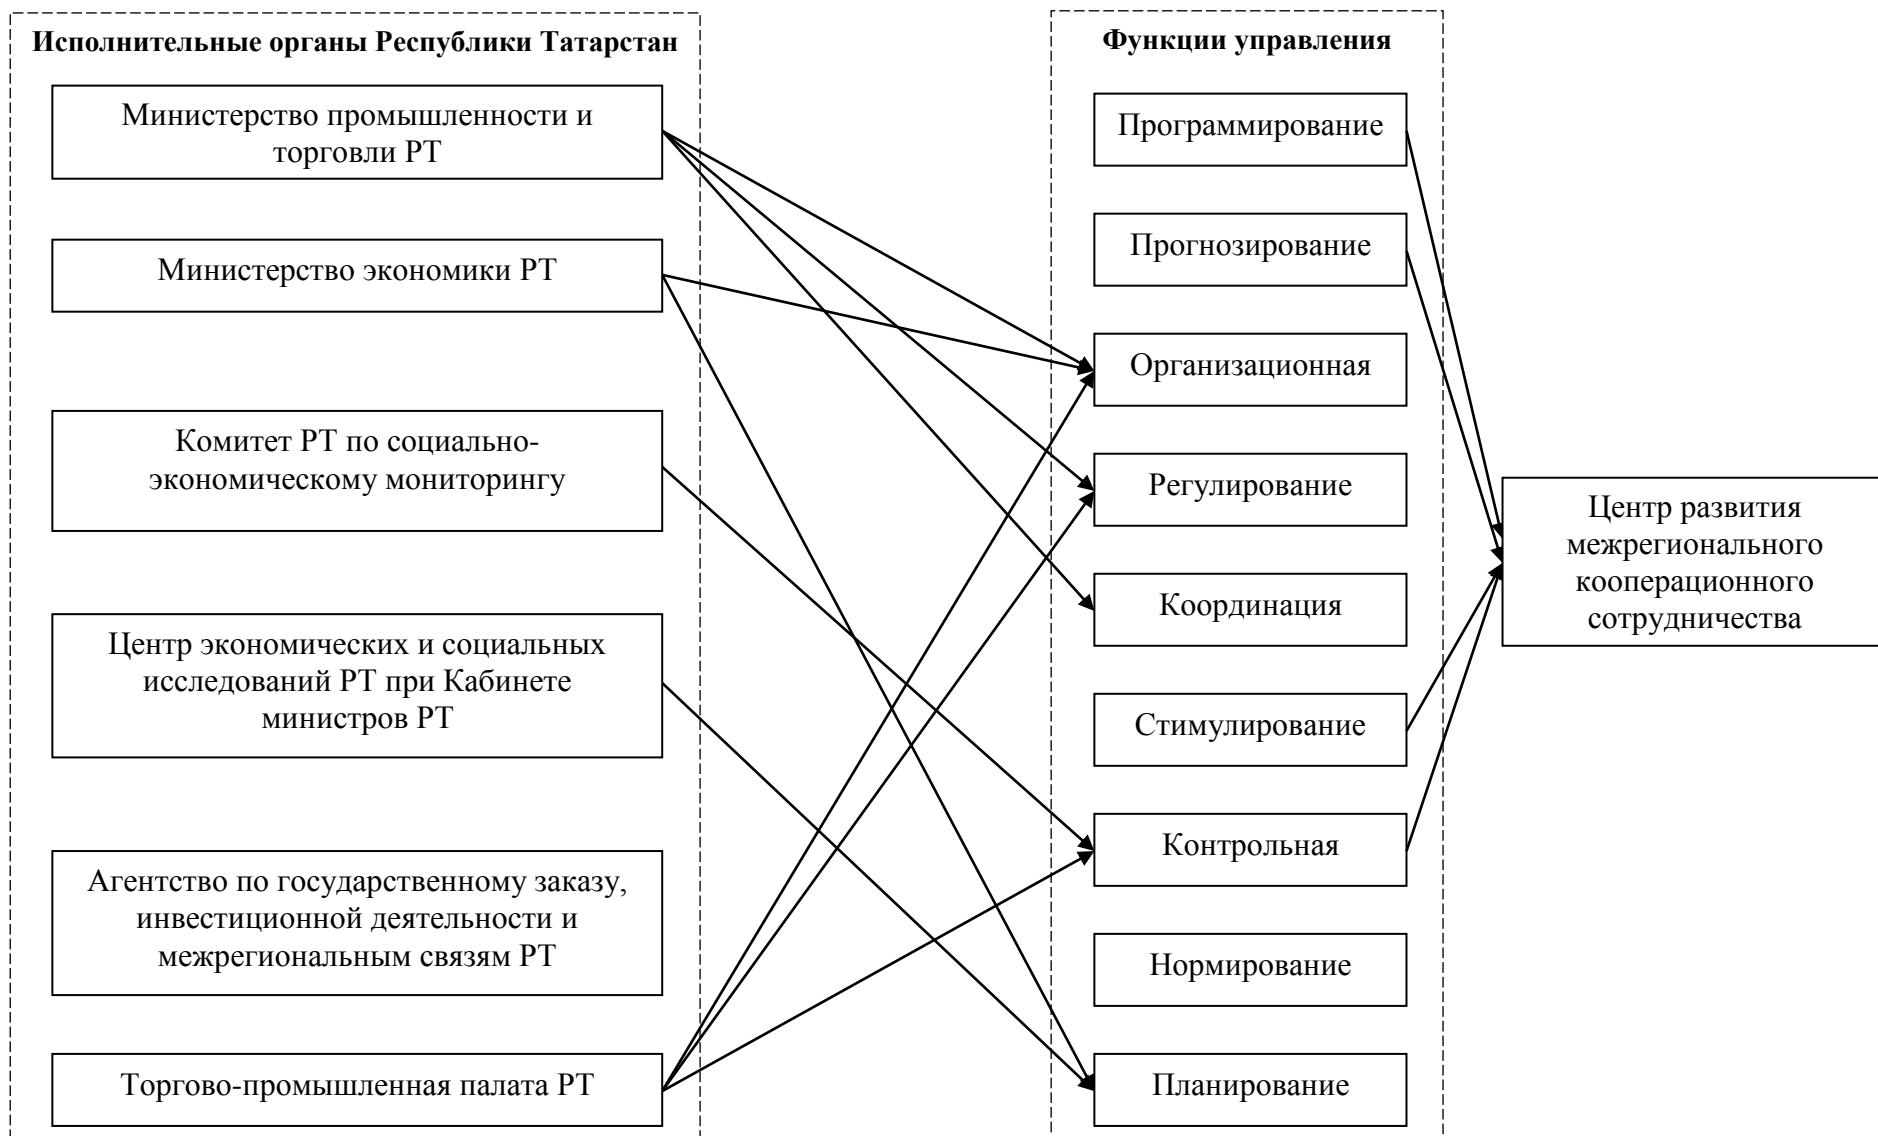 Исполнительные органы Республики Татарстан
Министерство промышленности и
торговли РТ
Министерство экономики РТ
Комитет РТ по социально-
экономическому мониторингу
Центр экономических и социальных
исследований РТ при Кабинете
министров РТ
Агентство по государственному заказу,
инвестиционной деятельности и
межрегиональным связям РТ
Торгово-промышленная палата РТ
Функции управления
Программирование
Прогнозирование
Организационная
Регулирование
Координация
Стимулирование
Контрольная
Нормирование
Планирование
Центр развития
межрегионального
кооперационного
сотрудничества